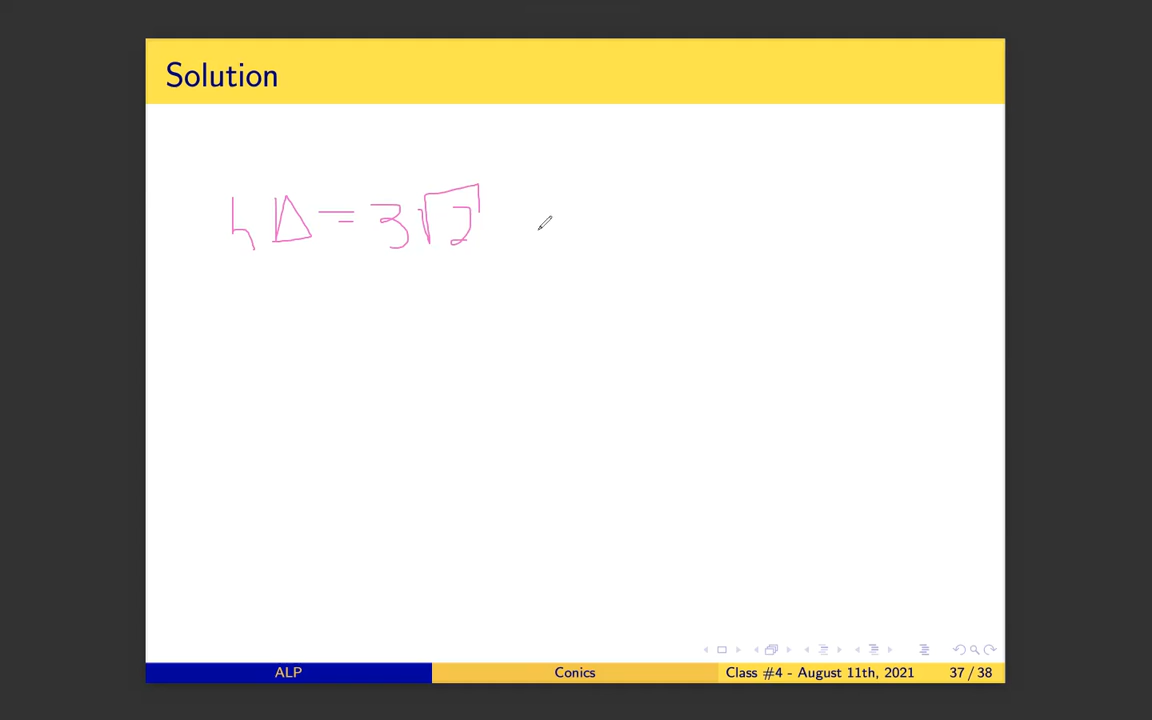 Solution
h Δ = 3√2
ALP Conics Class #4 - August 11th, 2021 37 / 38